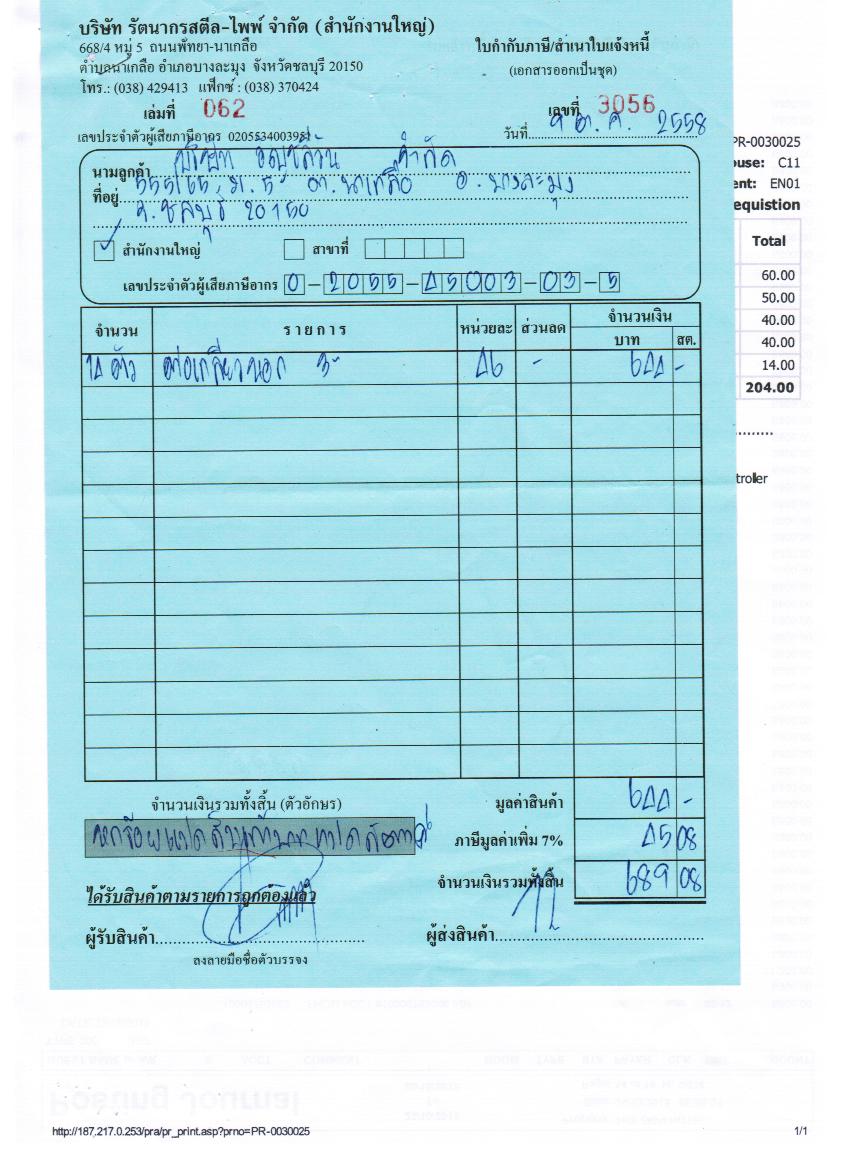 บริษัท รัตนากรสตีล-ไพพ์ จำกัด (สำนักงานใหญ่)
668/4 หมู่ 5 ถนนพัทยา-นาเกลือ
ตำบลนาเกลือ อำเภอบางละมุง จังหวัดชลบุรี 20150
โทร.: (038) 429413 แฟ็กซ์ : (038) 370424
ใบกำกับภาษี/สำเนาใบแจ้งหนี้
(เอกสารออกเป็นชุด)
เล่มที่ 062
เลขที่ 3056
เลขประจำตัวผู้เสียภาษีอากร
วันที่ 9 ต.ค. 2558
PR-0030025
ouse: C11
ent: EN01
equistion
นามลูกค้า บริษัท จำกัด
ที่อยู่ 555/65 ม.5 ต.นาเกลือ อ.บางละมุง
จ.ชลบุรี 20150
สำนักงานใหญ่ สาขาที่
เลขประจำตัวผู้เสียภาษีอากร 0-2055-45003-03-5
Total
60.00
50.00
40.00
40.00
14.00
204.00
จำนวน รายการ หน่วยละ ส่วนลด จำนวนเงิน
บาท สต.
14 ตัว ต่อเกลียวนอก 3" 46 - 644 -
troller
จำนวนเงินรวมทั้งสิ้น (ตัวอักษร)
มูลค่าสินค้า 644 -
หกร้อยแปดสิบเก้าบาทแปดสตางค์
ภาษีมูลค่าเพิ่ม 7% 45 08
จำนวนเงินรวมทั้งสิ้น 689 08
ได้รับสินค้าตามรายการถูกต้องแล้ว
ผู้รับสินค้า
ผู้ส่งสินค้า
ลงลายมือชื่อตัวบรรจง
Posting Journal
http://187.217.0.253/pra/pr_print.asp?prno=PR-0030025
1/1